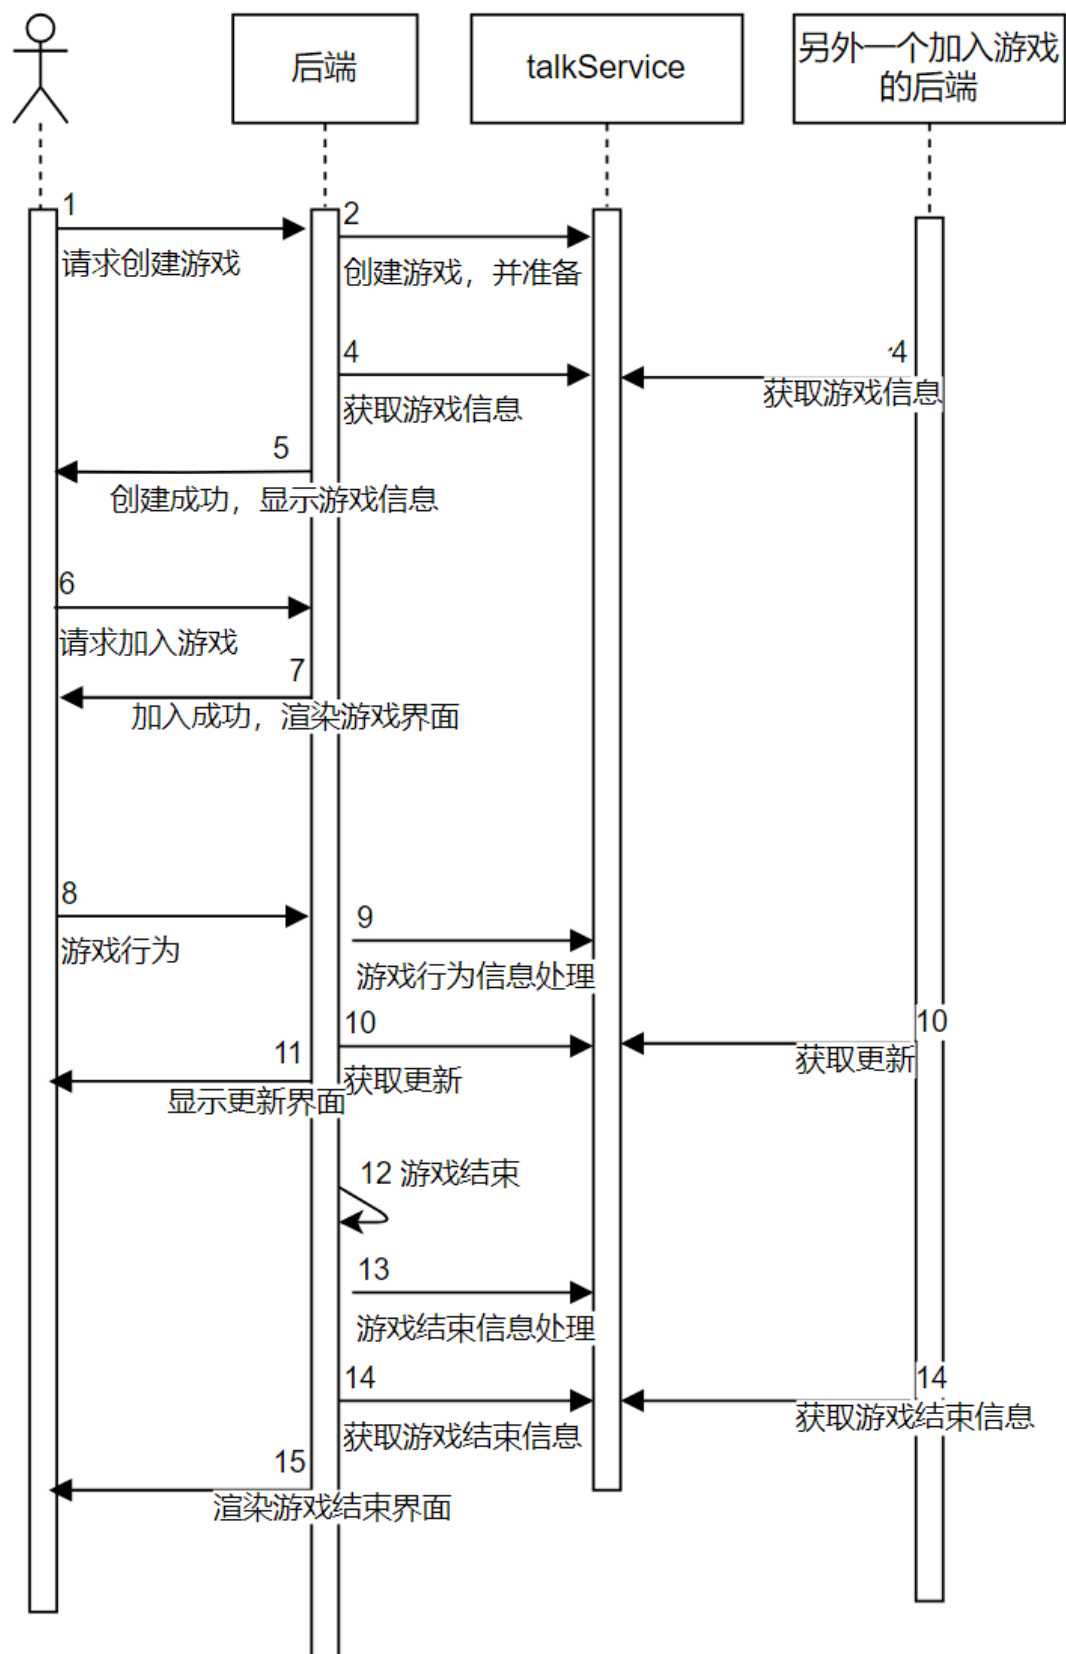 后端
talkService
另外一个加入游戏
的后端
1
请求创建游戏
2
创建游戏，并准备
4
获取游戏信息
4
获取游戏信息
5
创建成功，显示游戏信息
6
请求加入游戏
7
加入成功，渲染游戏界面
8
游戏行为
9
游戏行为信息处理
10
获取更新
10
获取更新
11
显示更新界面
12 游戏结束
13
游戏结束信息处理
14
获取游戏结束信息
14
获取游戏结束信息
15
渲染游戏结束界面